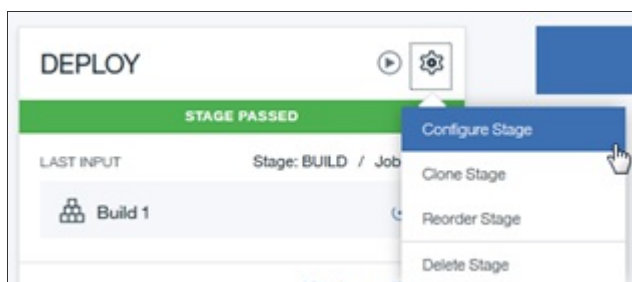 DEPLOY
STAGE PASSED
Configure Stage
LAST INPUT
Stage: BUILD / Job
Clone Stage
Build 1
Reorder Stage
Delete Stage